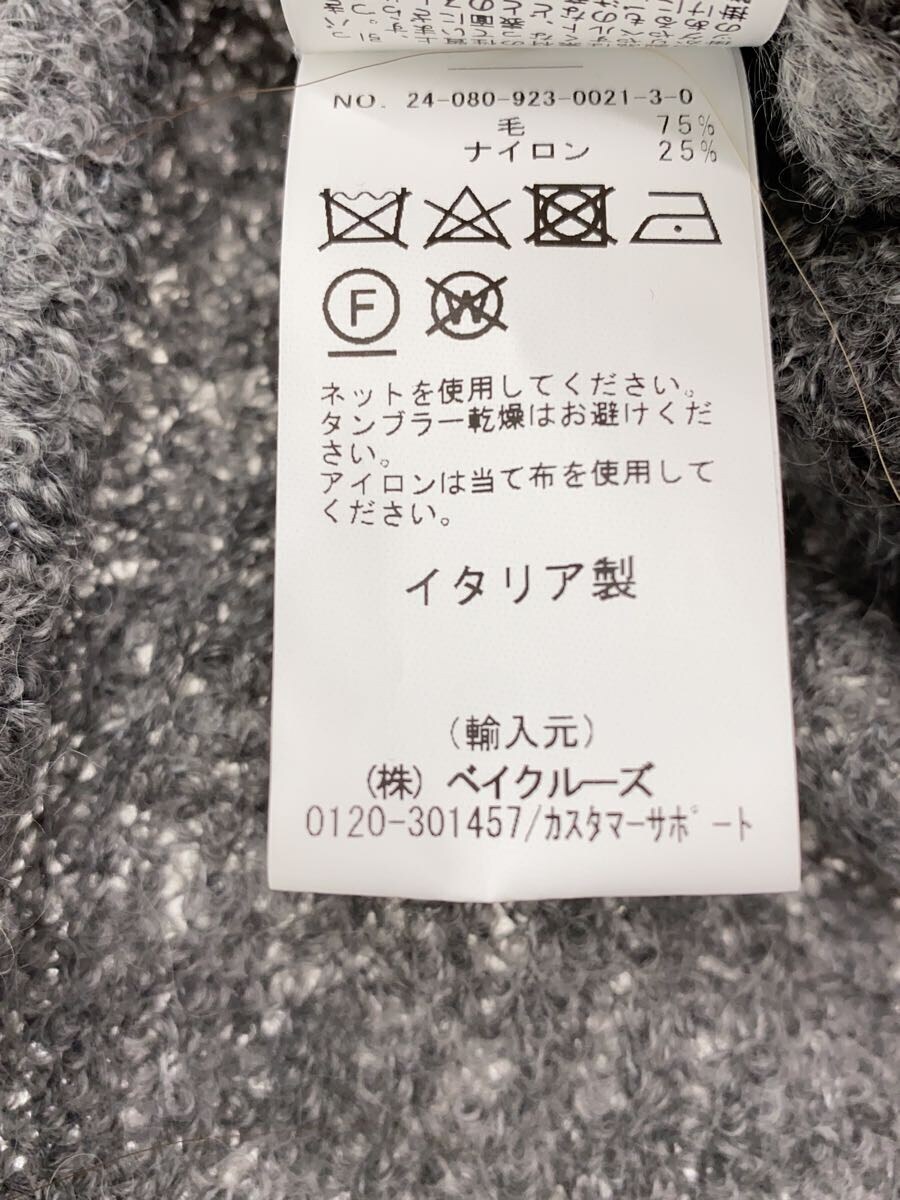 NO. 24-080-923-0021-3-0
毛 75%
ナイロン 25%
F
W
ネットを使用してください。
タンブラー乾燥はお避けくだ
さい。
アイロンは当て布を使用して
ください。
イタリア製
(輸入元)
(株) ベイクルーズ
0120-301457/カスタマーサポート